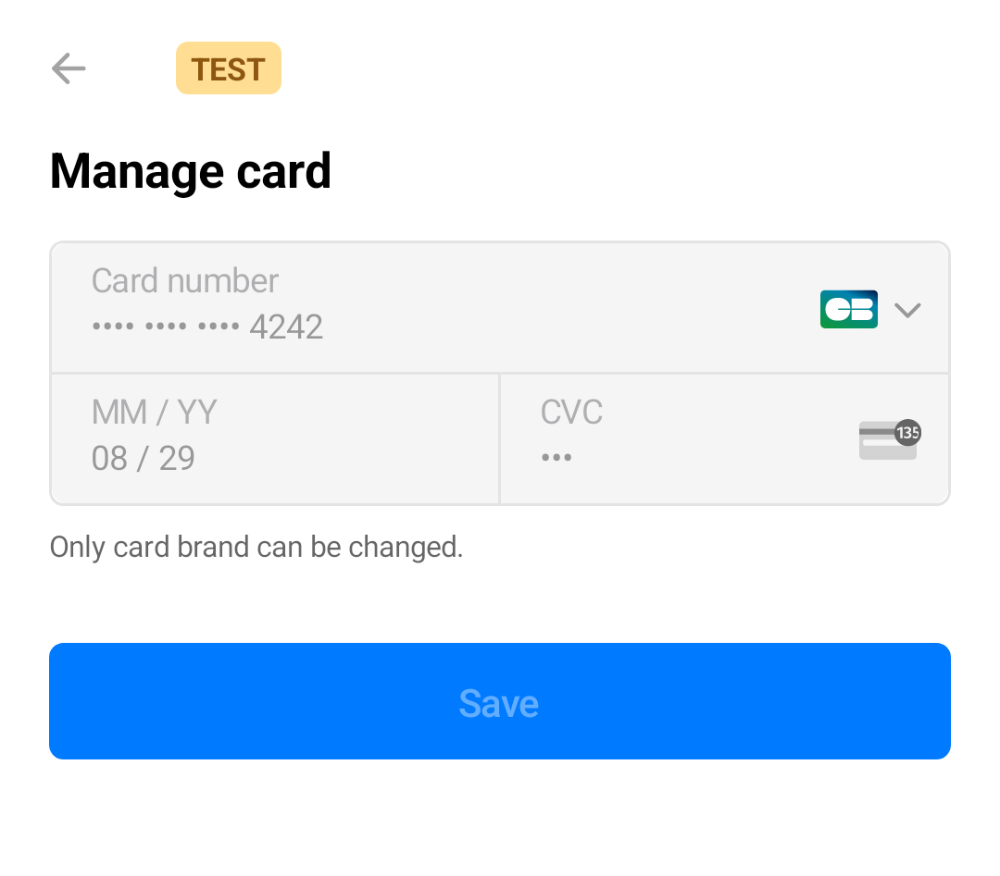 TEST
Manage card
Card number
•••• •••• •••• 4242
CB
MM / YY
08 / 29
CVC
•••
135
Only card brand can be changed.
Save